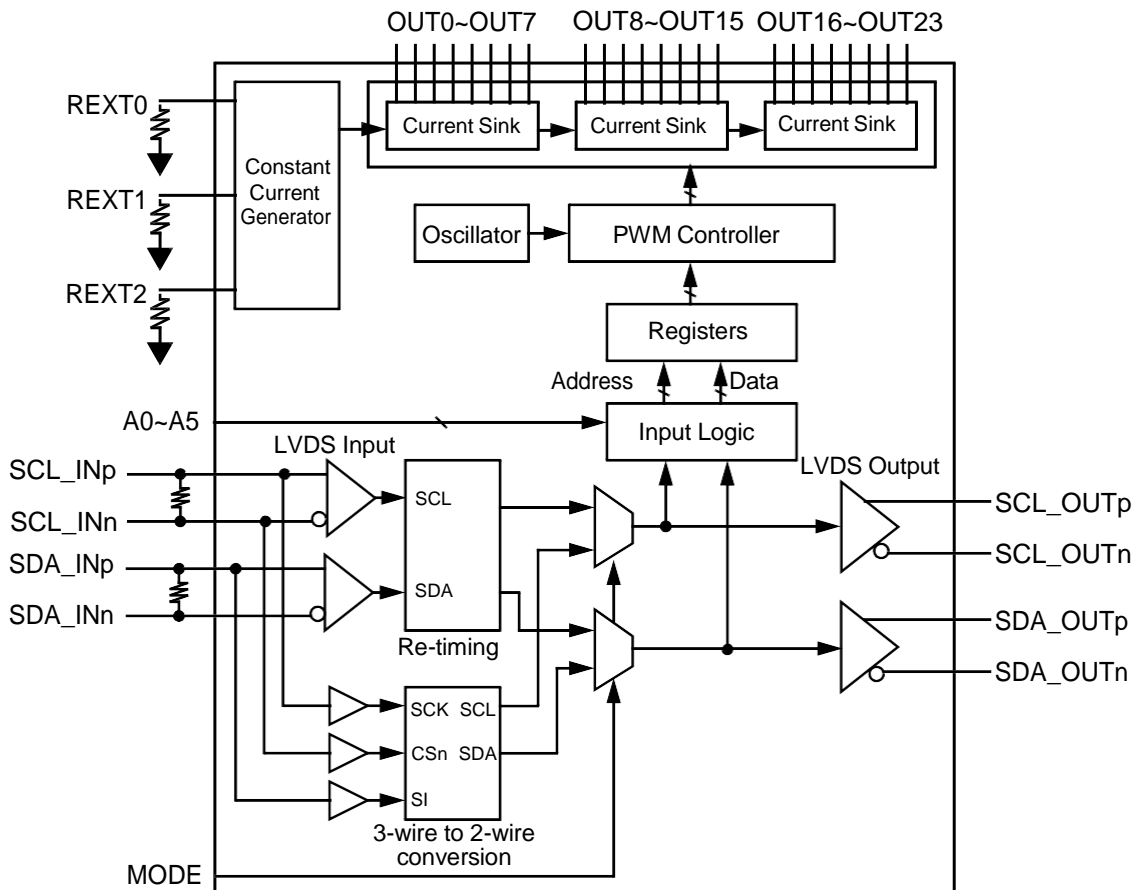 OUT0~OUT7
OUT8~OUT15
OUT16~OUT23
REXT0
REXT1
REXT2
Constant
Current
Generator
Current Sink
Current Sink
Current Sink
Oscillator
PWM Controller
Registers
Address
Data
A0~A5
Input Logic
LVDS Input
LVDS Output
SCL_INp
SCL_INn
SDA_INp
SDA_INn
SCL
SDA
Re-timing
SCL_OUTp
SCL_OUTn
SDA_OUTp
SDA_OUTn
SCK SCL
CSn SDA
SI
3-wire to 2-wire
conversion
MODE